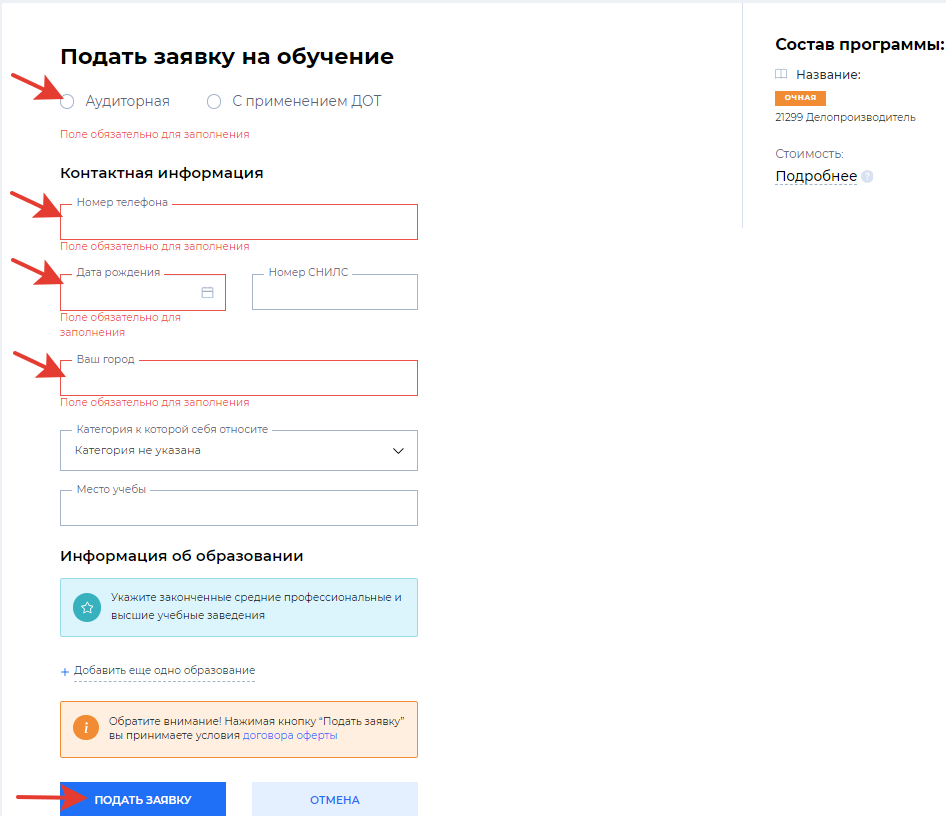 Подать заявку на обучение
Аудиторная
С применением ДОТ
Поле обязательно для заполнения
Контактная информация
Номер телефона
Поле обязательно для заполнения
Дата рождения
Номер СНИЛС
Поле обязательно для
заполнения
Ваш город
Поле обязательно для заполнения
Категория к которой себя относите
Категория не указана
Место учебы
Информация об образовании
Укажите законченные средние профессиональные и
высшие учебные заведения
+ Добавить еще одно образование
Обратите внимание! Нажимая кнопку “Подать заявку”
вы принимаете условия договора оферты
ПОДАТЬ ЗАЯВКУ
ОТМЕНА
Состав программы:
Название:
ОЧНАЯ
21299 Делопроизводитель
Стоимость:
Подробнее ?